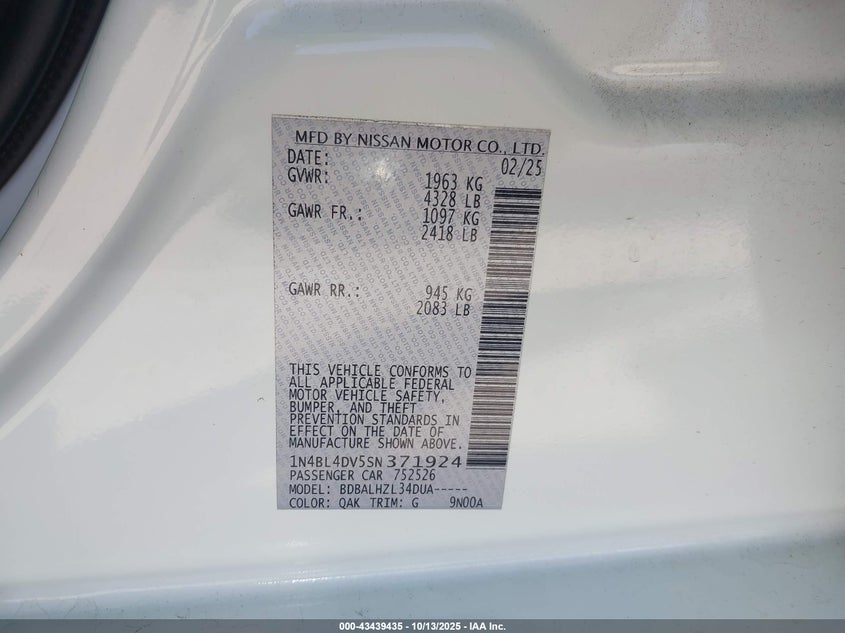 MFD BY NISSAN MOTOR CO., LTD.
DATE: 02/25
GVWR: 1963 KG
4328 LB
GAWR FR.: 1097 KG
2418 LB
GAWR RR.: 945 KG
2083 LB
THIS VEHICLE CONFORMS TO
ALL APPLICABLE FEDERAL
MOTOR VEHICLE SAFETY,
BUMPER, AND THEFT
PREVENTION STANDARDS IN
EFFECT ON THE DATE OF
MANUFACTURE SHOWN ABOVE.
1N4BL4DV5SN371924
PASSENGER CAR 752526
MODEL: BDBALHZL34DUA-----
COLOR: QAK TRIM: G 9N00A
000-43439435 - 10/13/2025 - IAA Inc.